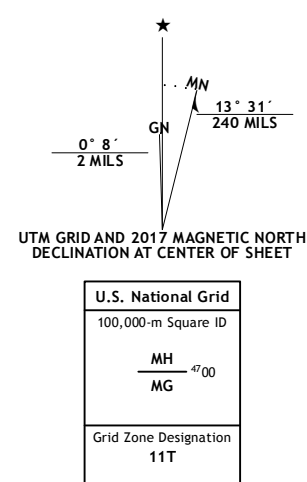 ★
MN
GN
13° 31´
240 MILS
0° 8´
2 MILS
UTM GRID AND 2017 MAGNETIC NORTH
DECLINATION AT CENTER OF SHEET
U.S. National Grid
100,000-m Square ID
MH
4700
MG
Grid Zone Designation
11T